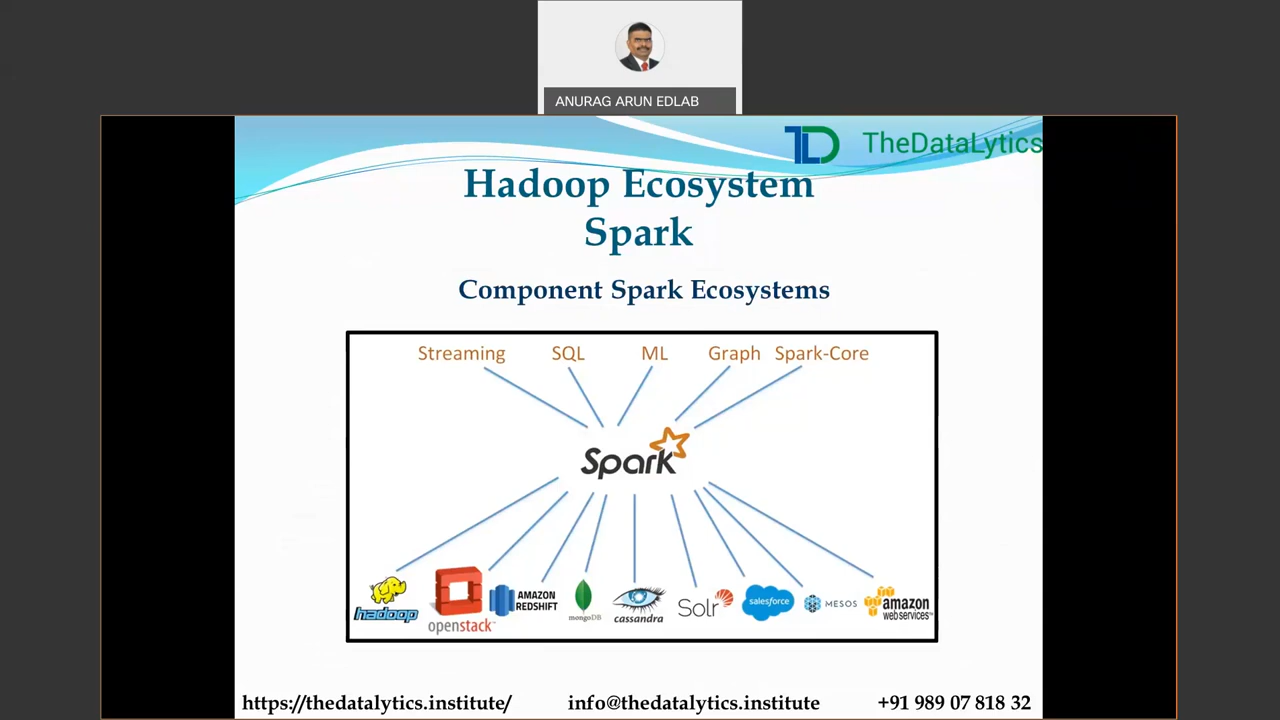 ANURAG ARUN EDLAB
TD TheDataLytics
Hadoop Ecosystem
Spark
Component Spark Ecosystems
Streaming SQL ML Graph Spark-Core
Spark
hadoop openstack AMAZON REDSHIFT mongoDB cassandra Solr salesforce MESOS amazon web services
https://thedatalytics.institute/ info@thedatalytics.institute +91 989 07 818 32